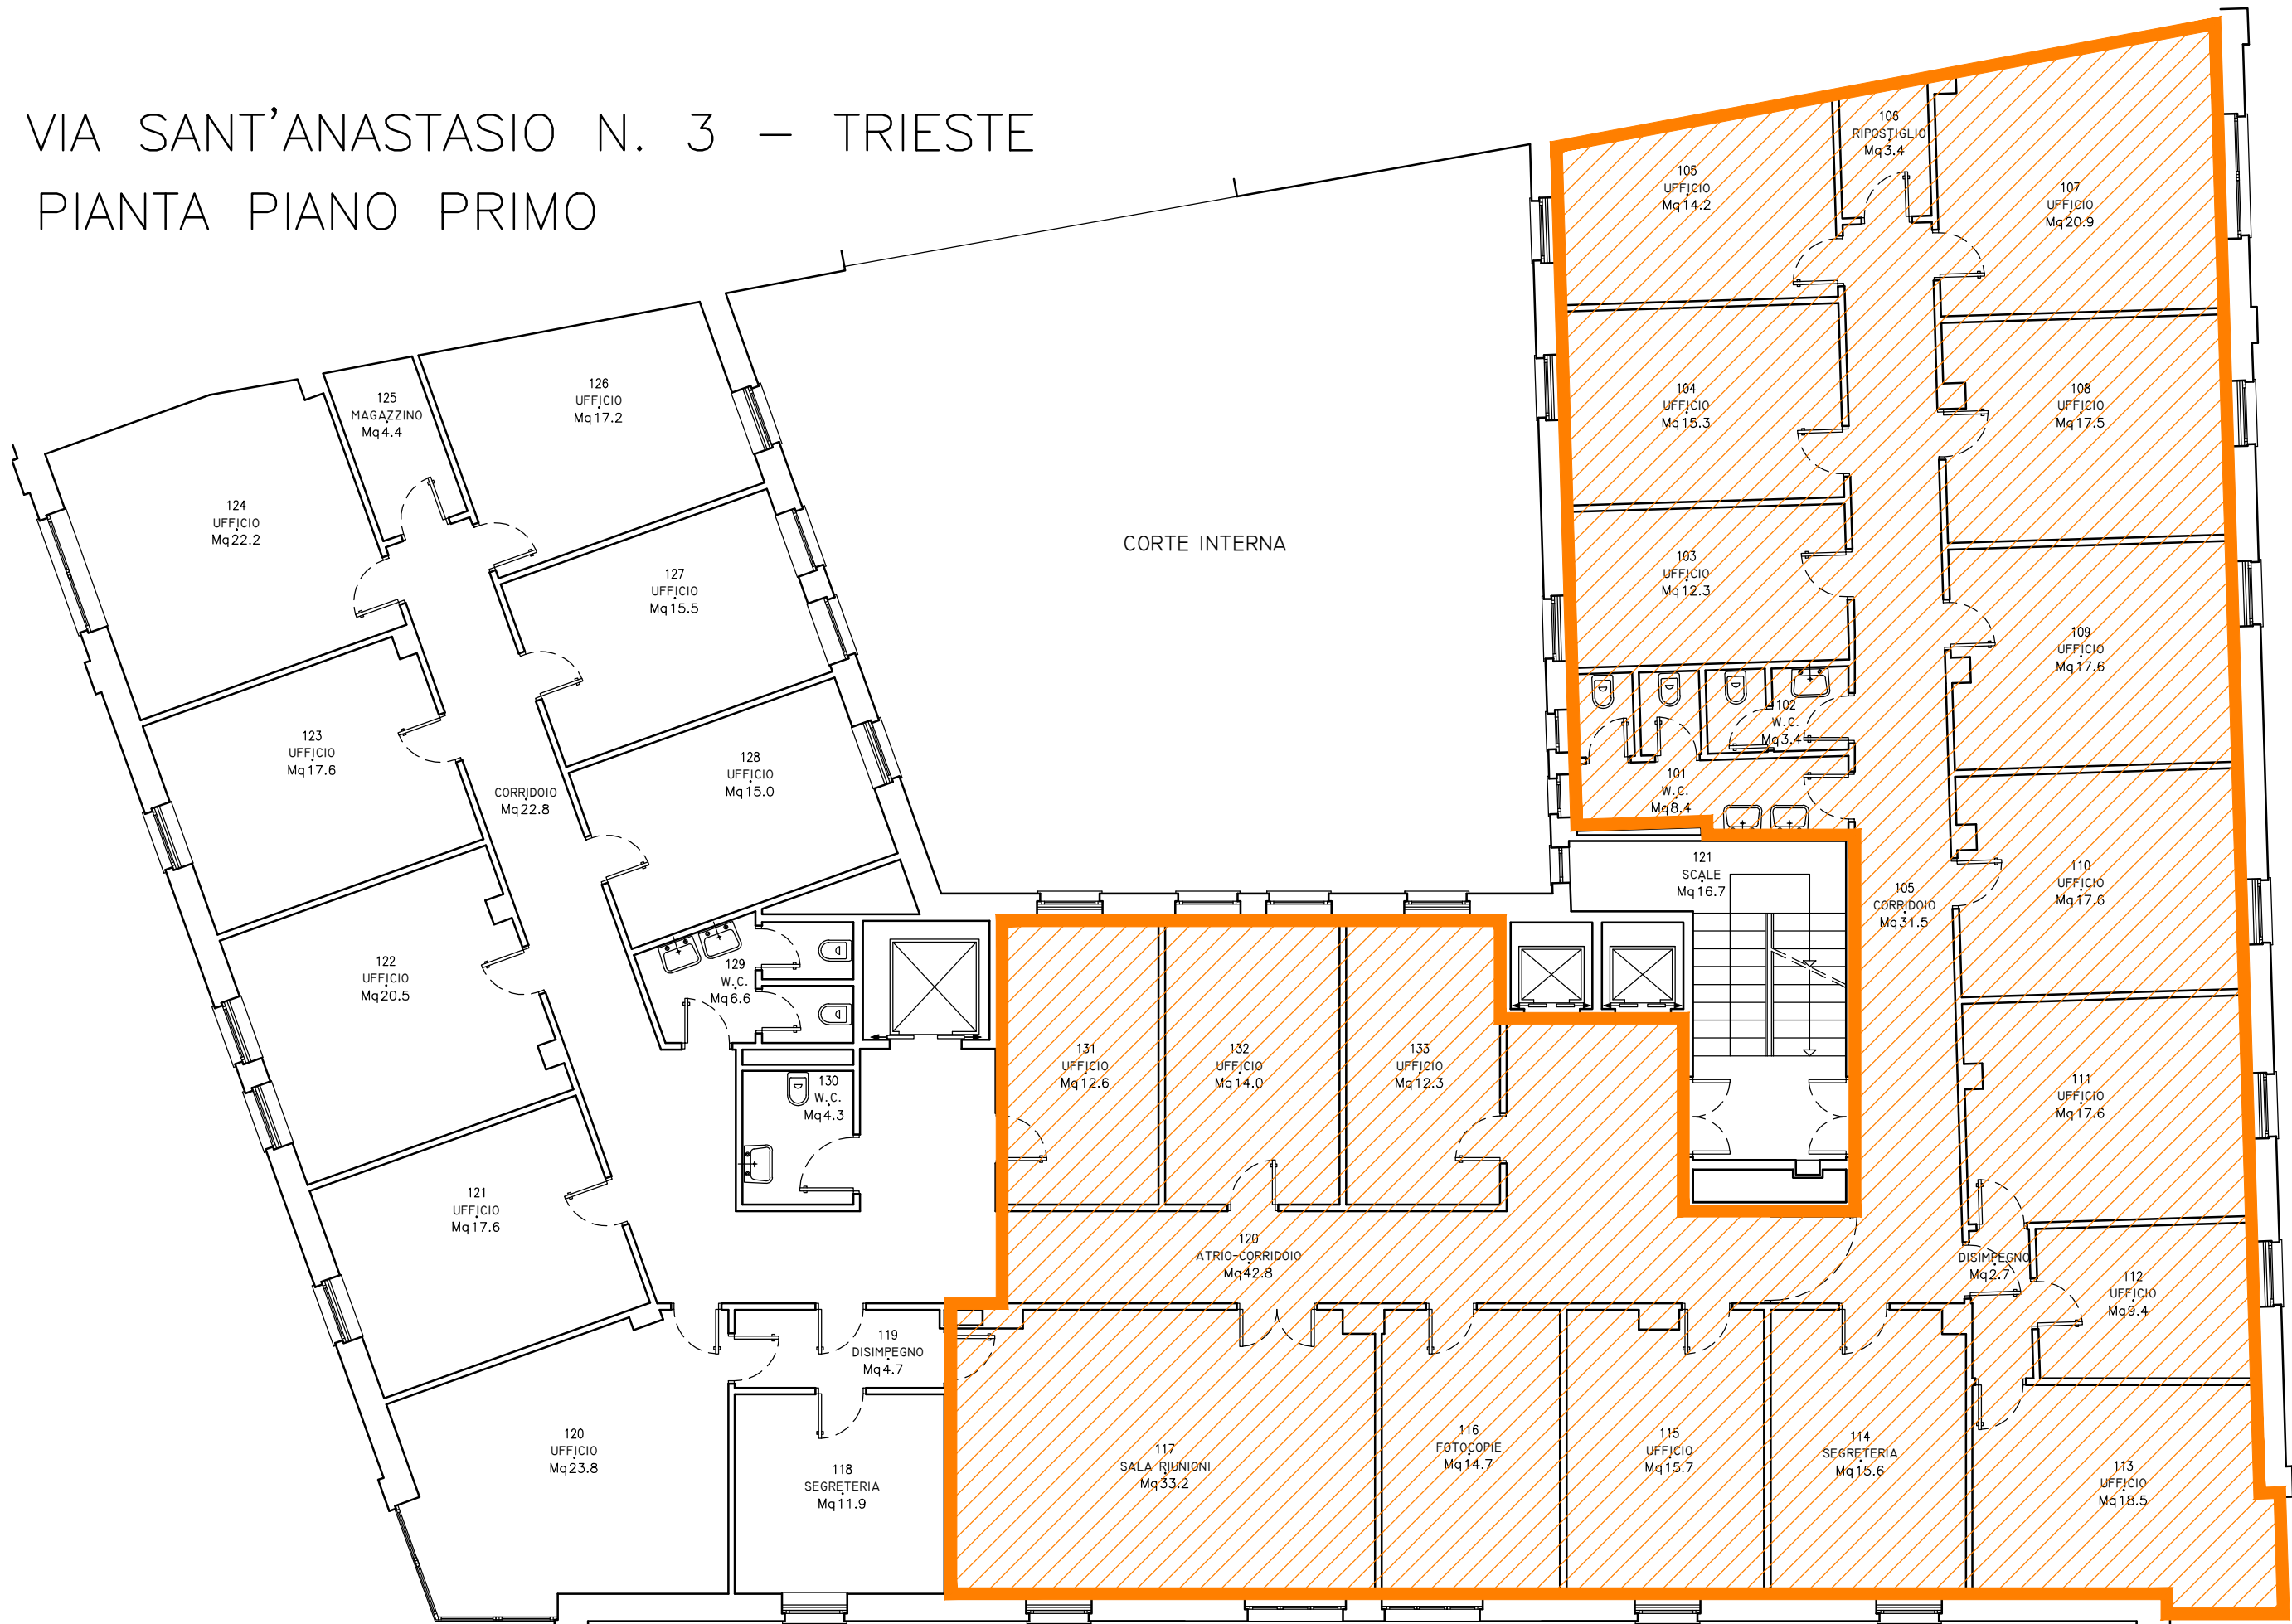 VIA SANT'ANASTASIO N. 3 – TRIESTE
PIANTA PIANO PRIMO
106
RIPOSTIGLIO
Mq3.4
105
UFFICIO
Mq14.2
107
UFFICIO
Mq20.9
126
UFFICIO
Mq17.2
125
MAGAZZINO
Mq4.4
104
UFFICIO
Mq15.3
108
UFFICIO
Mq17.5
124
UFFICIO
Mq22.2
CORTE INTERNA
127
UFFICIO
Mq15.5
103
UFFICIO
Mq12.3
109
UFFICIO
Mq17.6
123
UFFICIO
Mq17.6
102
W.C.
Mq3.4
128
UFFICIO
Mq15.0
CORRIDOIO
Mq22.8
101
W.C.
Mq8.4
121
SCALE
Mq16.7
110
UFFICIO
Mq17.6
105
CORRIDOIO
Mq31.5
122
UFFICIO
Mq20.5
129
W.C.
Mq6.6
131
UFFICIO
Mq12.6
132
UFFICIO
Mq14.0
133
UFFICIO
Mq12.3
130
W.C.
Mq4.3
111
UFFICIO
Mq17.6
121
UFFICIO
Mq17.6
120
ATRIO-CORRIDOIO
Mq42.8
DISIMPEGNO
Mq2.7
112
UFFICIO
Mq9.4
119
DISIMPEGNO
Mq4.7
120
UFFICIO
Mq23.8
118
SEGRETERIA
Mq11.9
117
SALA RIUNIONI
Mq33.2
116
FOTOCOPIE
Mq14.7
115
UFFICIO
Mq15.7
114
SEGRETERIA
Mq15.6
113
UFFICIO
Mq18.5